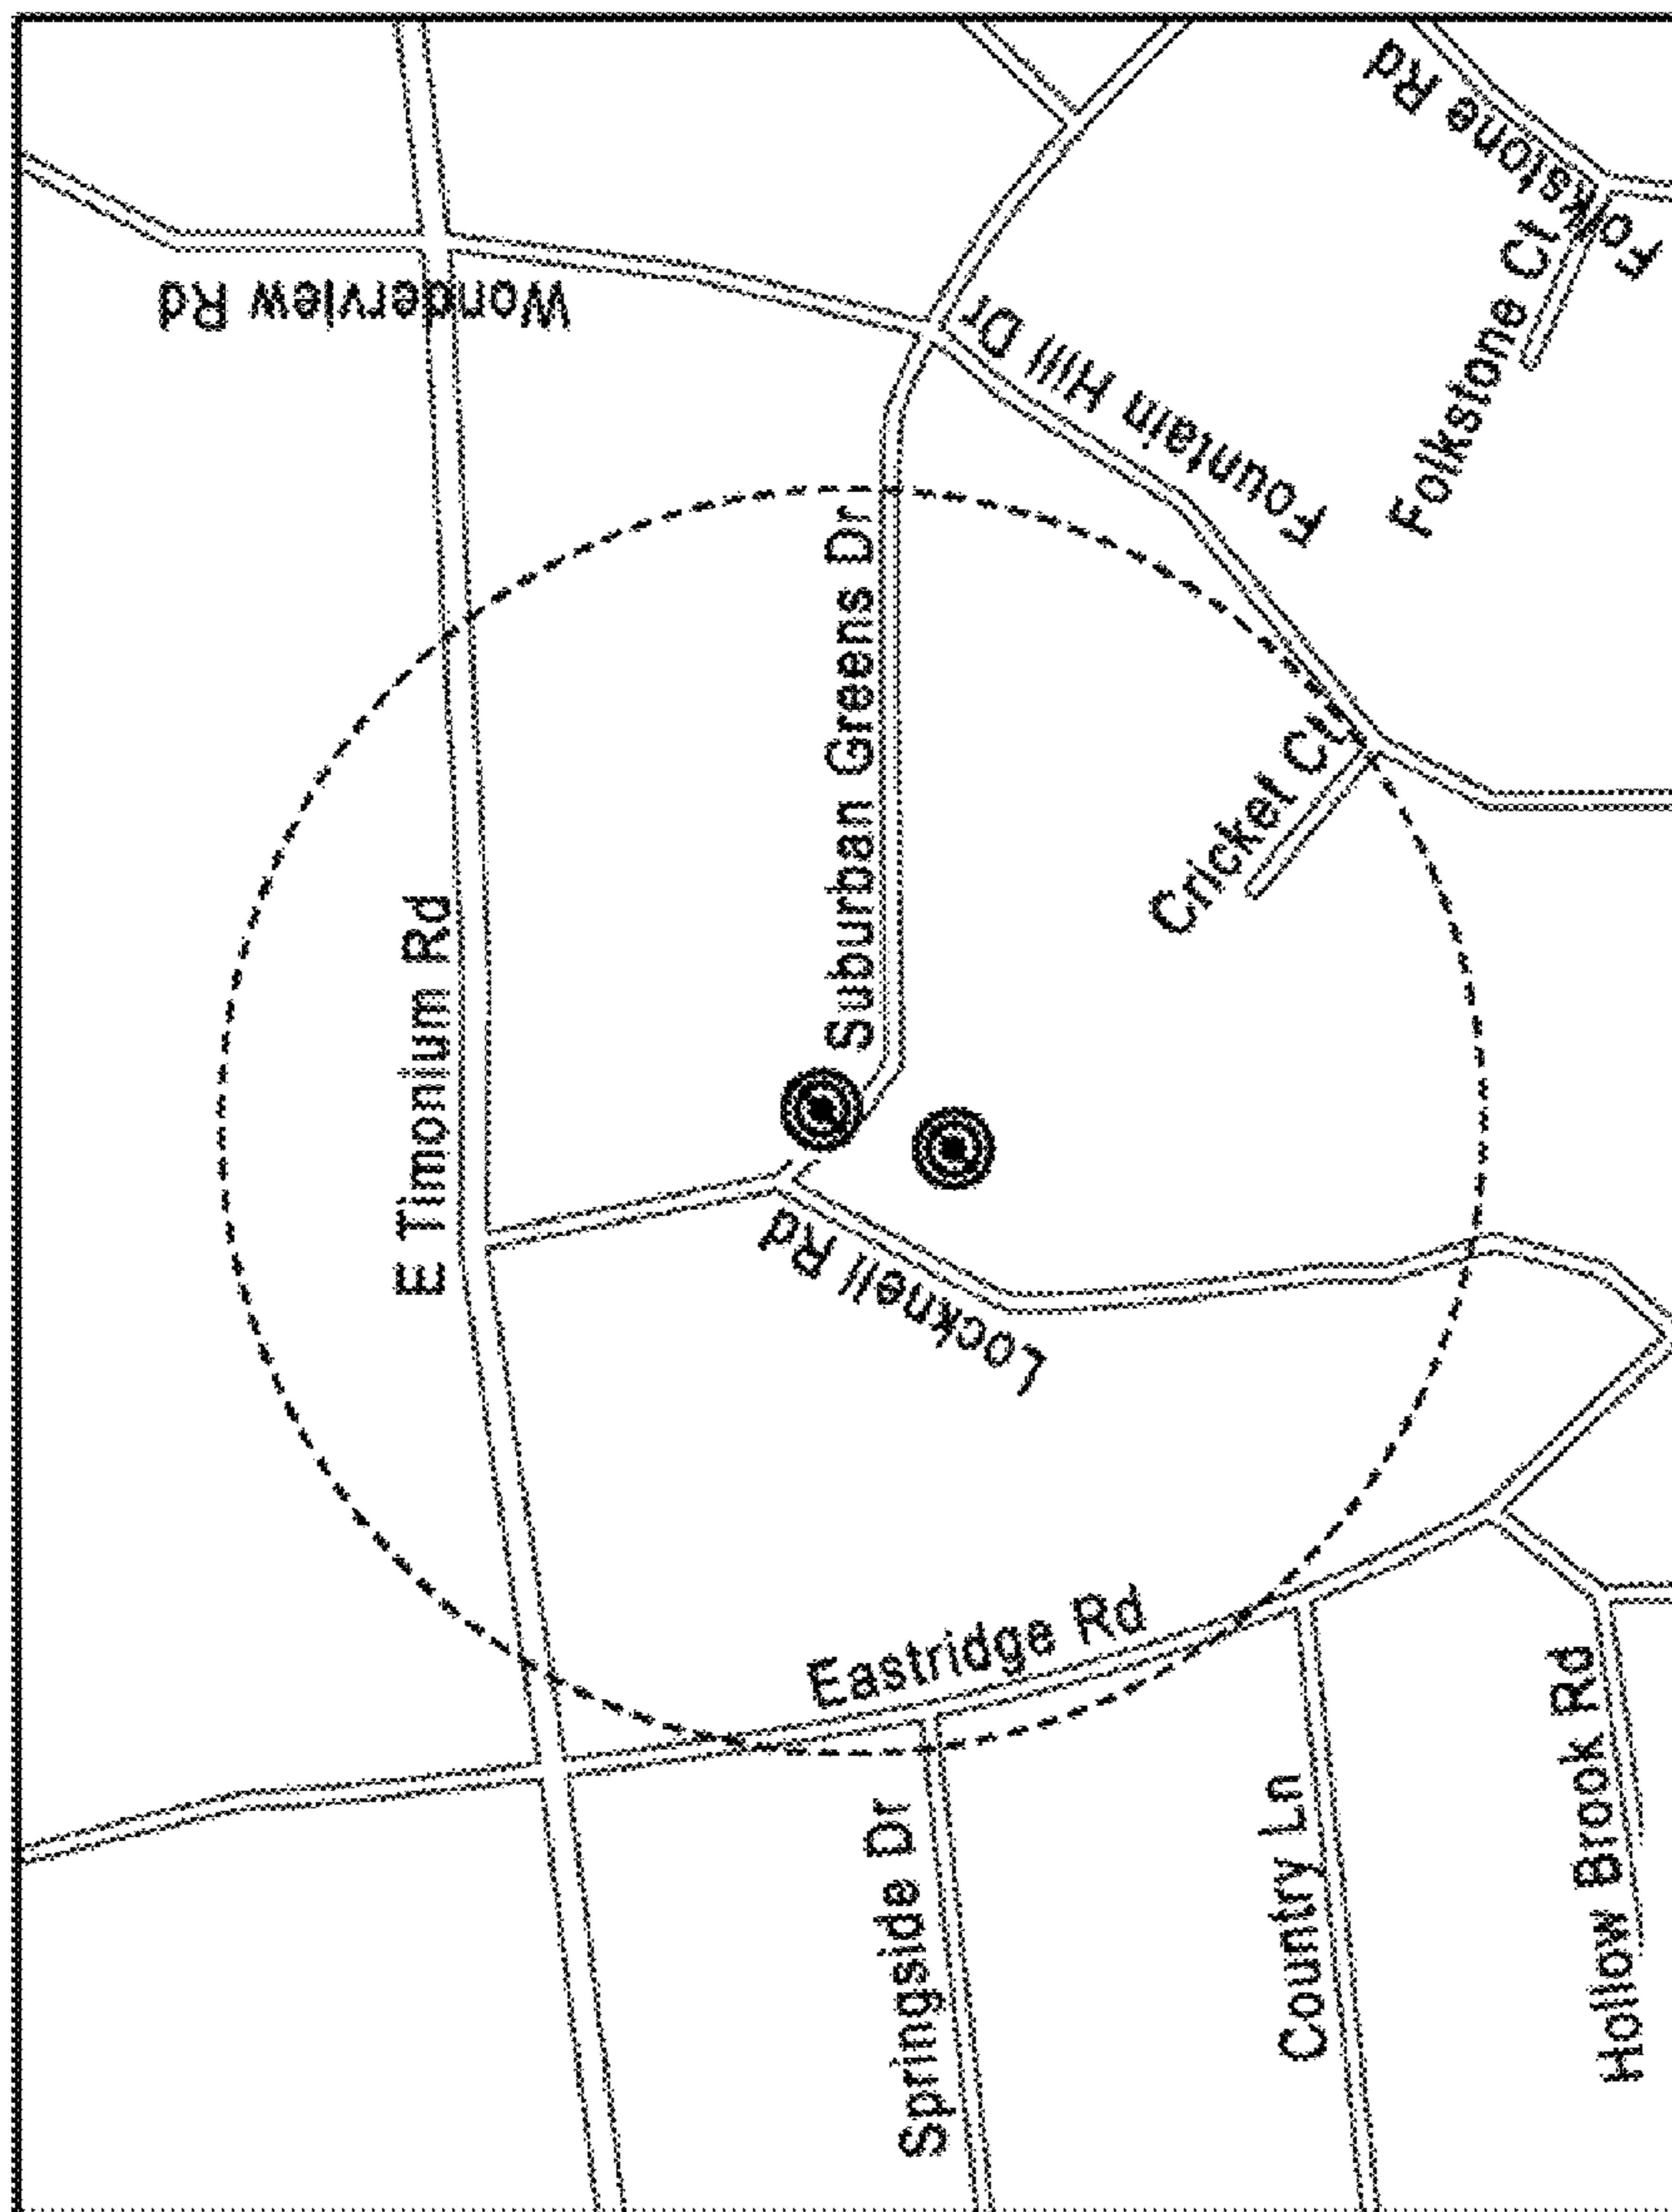 Wonderview Rd
Folkstone Rd
Folkstone Ct
Fountain Hill Dr
Suburban Greens Dr
Cricket Ct
E Timonium Rd
Locknell Rd
Eastridge Rd
Springside Dr
Country Ln
Hollow Brook Rd